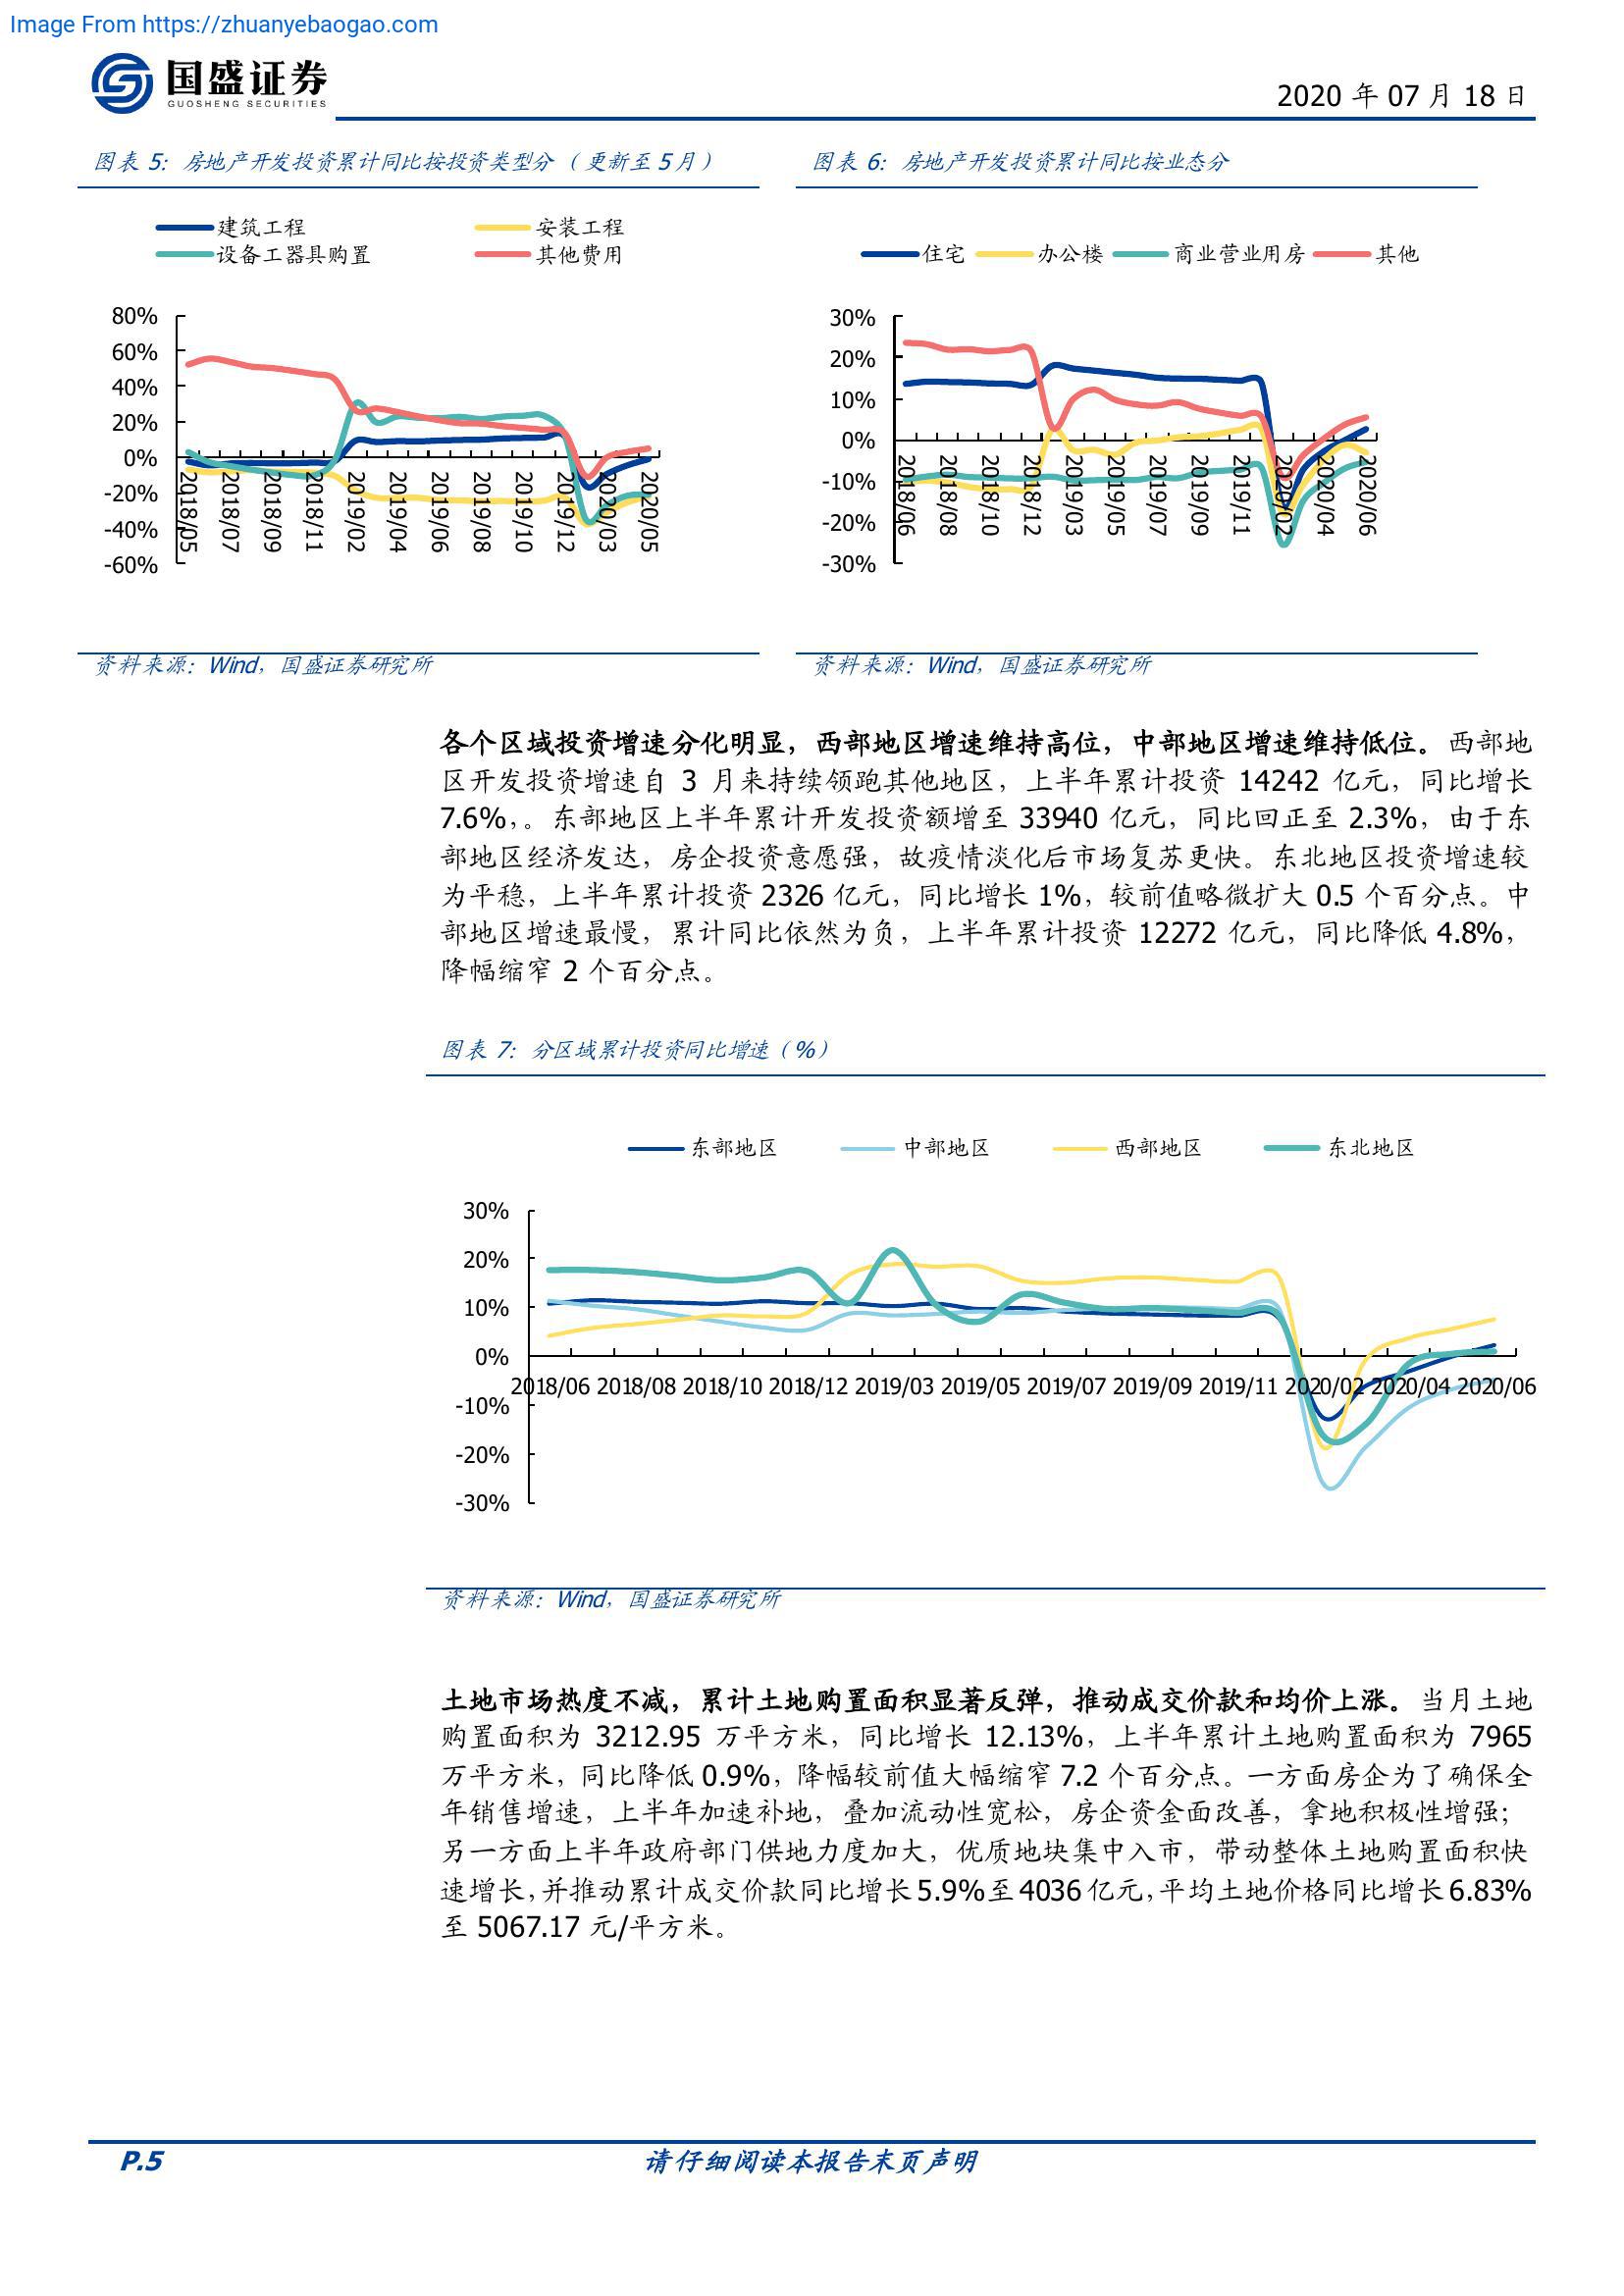 Image From https://zhuanyebaogao.com
国盛证券
GUOSHENG SECURITIES
2020 年 07 月 18 日
图表 5：房地产开发投资累计同比按投资类型分（更新至 5 月）
建筑工程
安装工程
设备工器具购置
其他费用
80%
60%
40%
20%
0%
-20%
-40%
-60%
2018/05
2018/07
2018/09
2018/11
2019/02
2019/04
2019/06
2019/08
2019/10
2019/12
2020/03
2020/05
资料来源：Wind，国盛证券研究所
图表 6：房地产开发投资累计同比按业态分
住宅
办公楼
商业营业用房
其他
30%
20%
10%
0%
-10%
-20%
-30%
2018/06
2018/08
2018/10
2018/12
2019/03
2019/05
2019/07
2019/09
2019/11
2020/02
2020/04
2020/06
资料来源：Wind，国盛证券研究所
各个区域投资增速分化明显，西部地区增速维持高位，中部地区增速维持低位。西部地
区开发投资增速自 3 月来持续领跑其他地区，上半年累计投资 14242 亿元，同比增长
7.6%，。东部地区上半年累计开发投资额增至 33940 亿元，同比回正至 2.3%，由于东
部地区经济发达，房企投资意愿强，故疫情淡化后市场复苏更快。东北地区投资增速较
为平稳，上半年累计投资 2326 亿元，同比增长 1%，较前值略微扩大 0.5 个百分点。中
部地区增速最慢，累计同比依然为负，上半年累计投资 12272 亿元，同比降低 4.8%，
降幅缩窄 2 个百分点。
图表 7：分区域累计投资同比增速（%）
东部地区
中部地区
西部地区
东北地区
30%
20%
10%
0%
-10%
-20%
-30%
2018/06 2018/08 2018/10 2018/12 2019/03 2019/05 2019/07 2019/09 2019/11 2020/02 2020/04 2020/06
资料来源：Wind，国盛证券研究所
土地市场热度不减，累计土地购置面积显著反弹，推动成交价款和均价上涨。当月土地
购置面积为 3212.95 万平方米，同比增长 12.13%，上半年累计土地购置面积为 7965
万平方米，同比降低 0.9%，降幅较前值大幅缩窄 7.2 个百分点。一方面房企为了确保全
年销售增速，上半年加速补地，叠加流动性宽松，房企资金面改善，拿地积极性增强；
另一方面上半年政府部门供地力度加大，优质地块集中入市，带动整体土地购置面积快
速增长，并推动累计成交价款同比增长 5.9%至 4036 亿元，平均土地价格同比增长 6.83%
至 5067.17 元/平方米。
P.5
请仔细阅读本报告末页声明